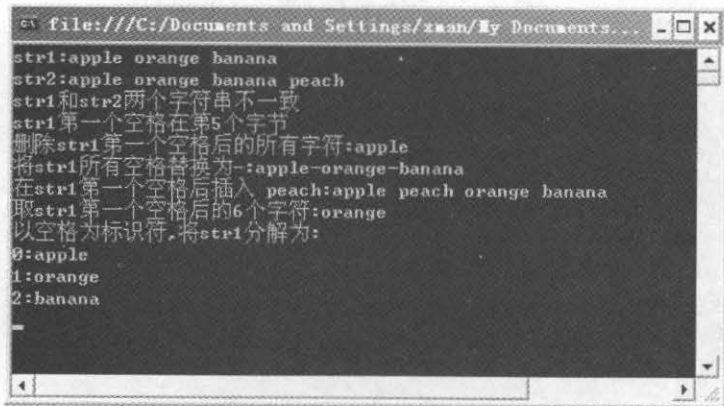 file:///C:/Documents and Settings/xman/My Documents...
str1:apple orange banana
str2:apple orange banana peach
str1和str2两个字符串不一致
str1第一个空格在第5个字节
删除str1第一个空格后的所有字符:apple
将str1所有空格替换为-:apple-orange-banana
在str1第一个空格后插入 peach:apple peach orange banana
取str1第一个空格后的6个字符:orange
以空格为标识符,将str1分解为:
0:apple
1:orange
2:banana